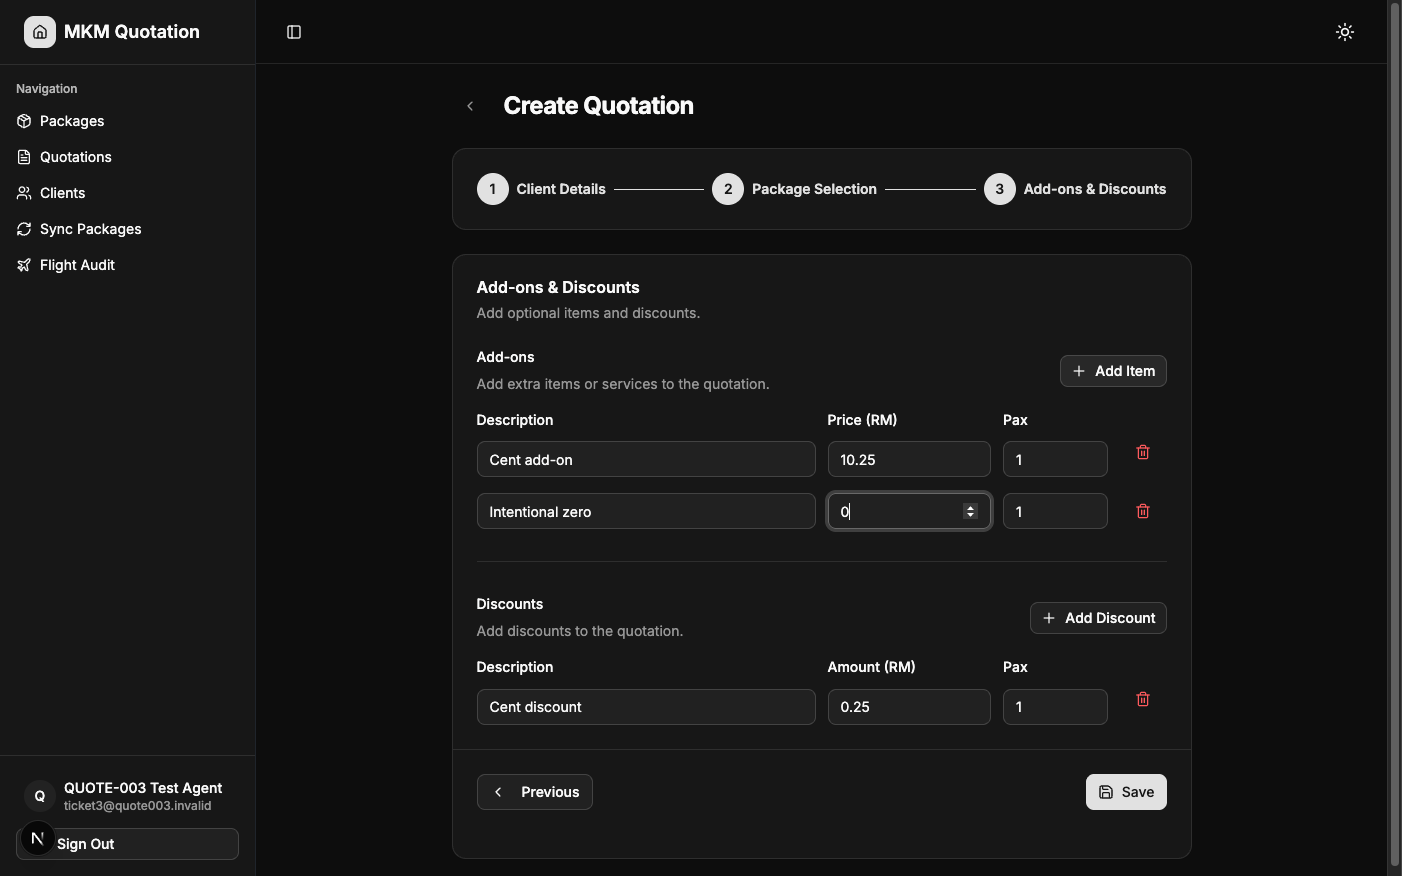 MKM Quotation
Navigation
Packages
Quotations
Clients
Sync Packages
Flight Audit
QUOTE-003 Test Agent
Q
ticket3@quote003.invalid
N
Sign Out
Create Quotation
1 Client Details 2 Package Selection 3 Add-ons & Discounts
Add-ons & Discounts
Add optional items and discounts.
Add-ons
Add extra items or services to the quotation.
Add Item
Description Price (RM) Pax
Cent add-on 10.25 1
Intentional zero 0 1
Discounts
Add discounts to the quotation.
Add Discount
Description Amount (RM) Pax
Cent discount 0.25 1
Previous Save